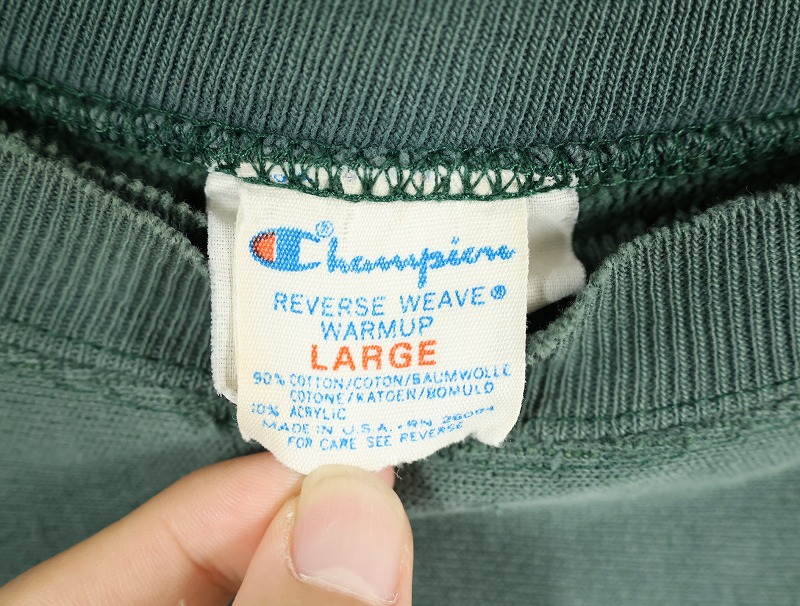 Champion®
REVERSE WEAVE®
WARMUP
LARGE
90% COTTON/COTON/BAUMWOLLE
COTONE/KATOEN/BOMULD
10% ACRYLIC
MADE IN U.S.A. • RN 26094
FOR CARE SEE REVERSE